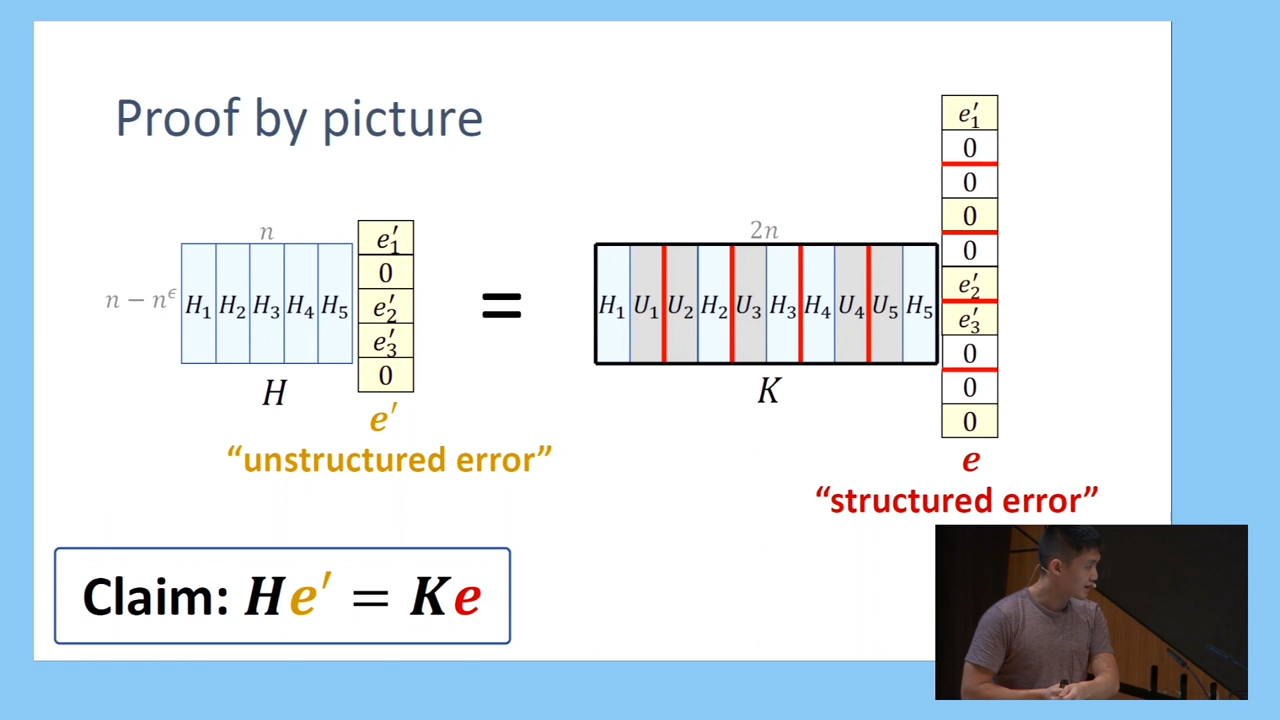 Proof by picture
n
n − n^ϵ
H₁ H₂ H₃ H₄ H₅
H
e′₁
0
e′₂
e′₃
0
e′
“unstructured error”
=
2n
H₁ U₁ U₂ H₂ U₃ H₃ H₄ U₄ U₅ H₅
K
e′₁
0
0
0
0
e′₂
e′₃
0
0
0
e
“structured error”
Claim: He′ = Ke